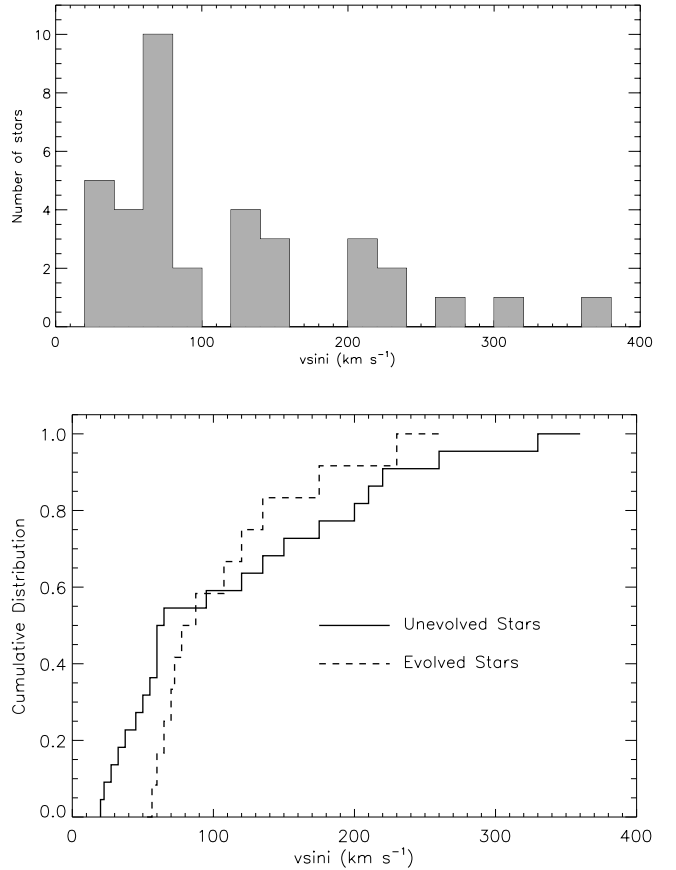 10
8
6
4
2
0
Number of stars
0 100 200 300 400
vsini (km s⁻¹)
1.0
0.8
0.6
0.4
0.2
0.0
Cumulative Distribution
Unevolved Stars
Evolved Stars
0 100 200 300 400
vsini (km s⁻¹)